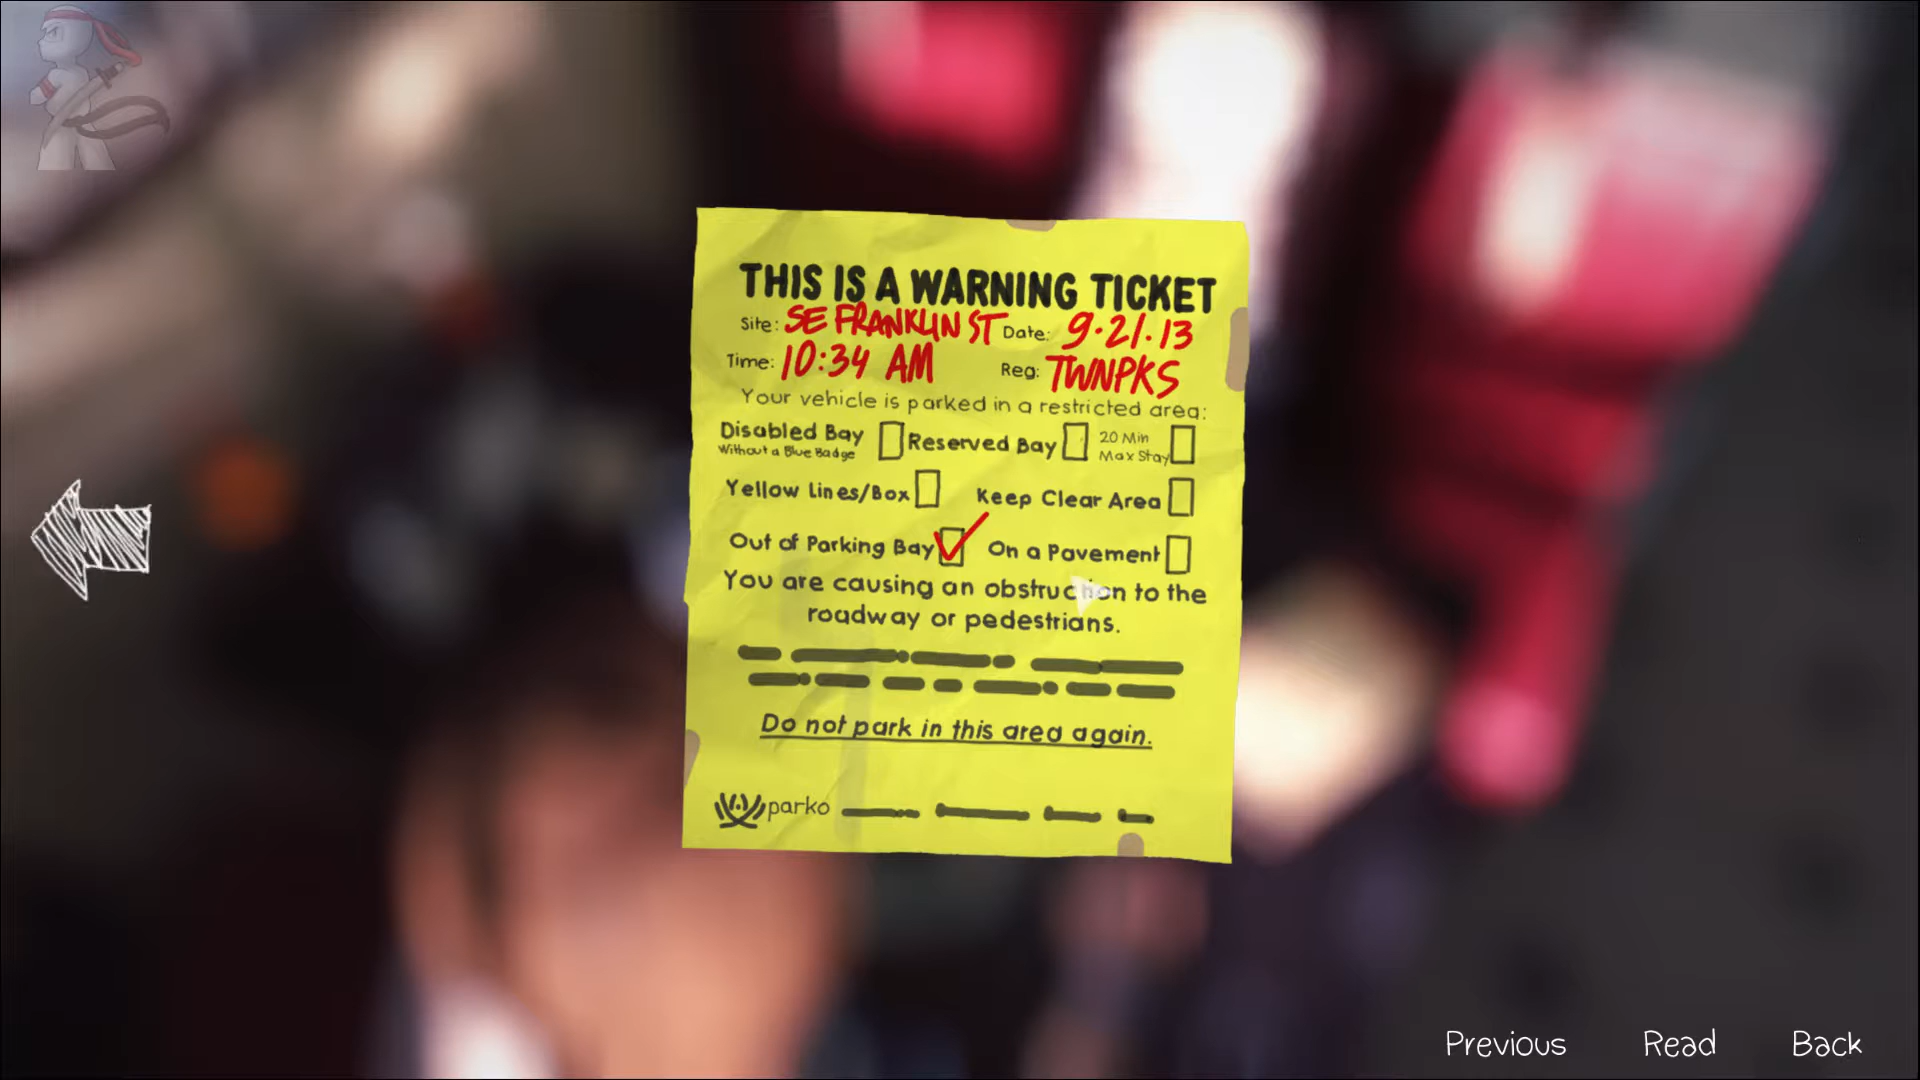 THIS IS A WARNING TICKET
Site: SE FRANKLIN ST Date: 9.21.13
Time: 10:34 AM Reg: TWNPKS
Your vehicle is parked in a restricted area:
Disabled Bay Reserved Bay 20 Min
Without a Blue Badge Max Stay
Yellow Lines/Box Keep Clear Area
Out of Parking Bay On a Pavement
You are causing an obstruction to the
roadway or pedestrians.
Do not park in this area again.
parko
Previous Read Back